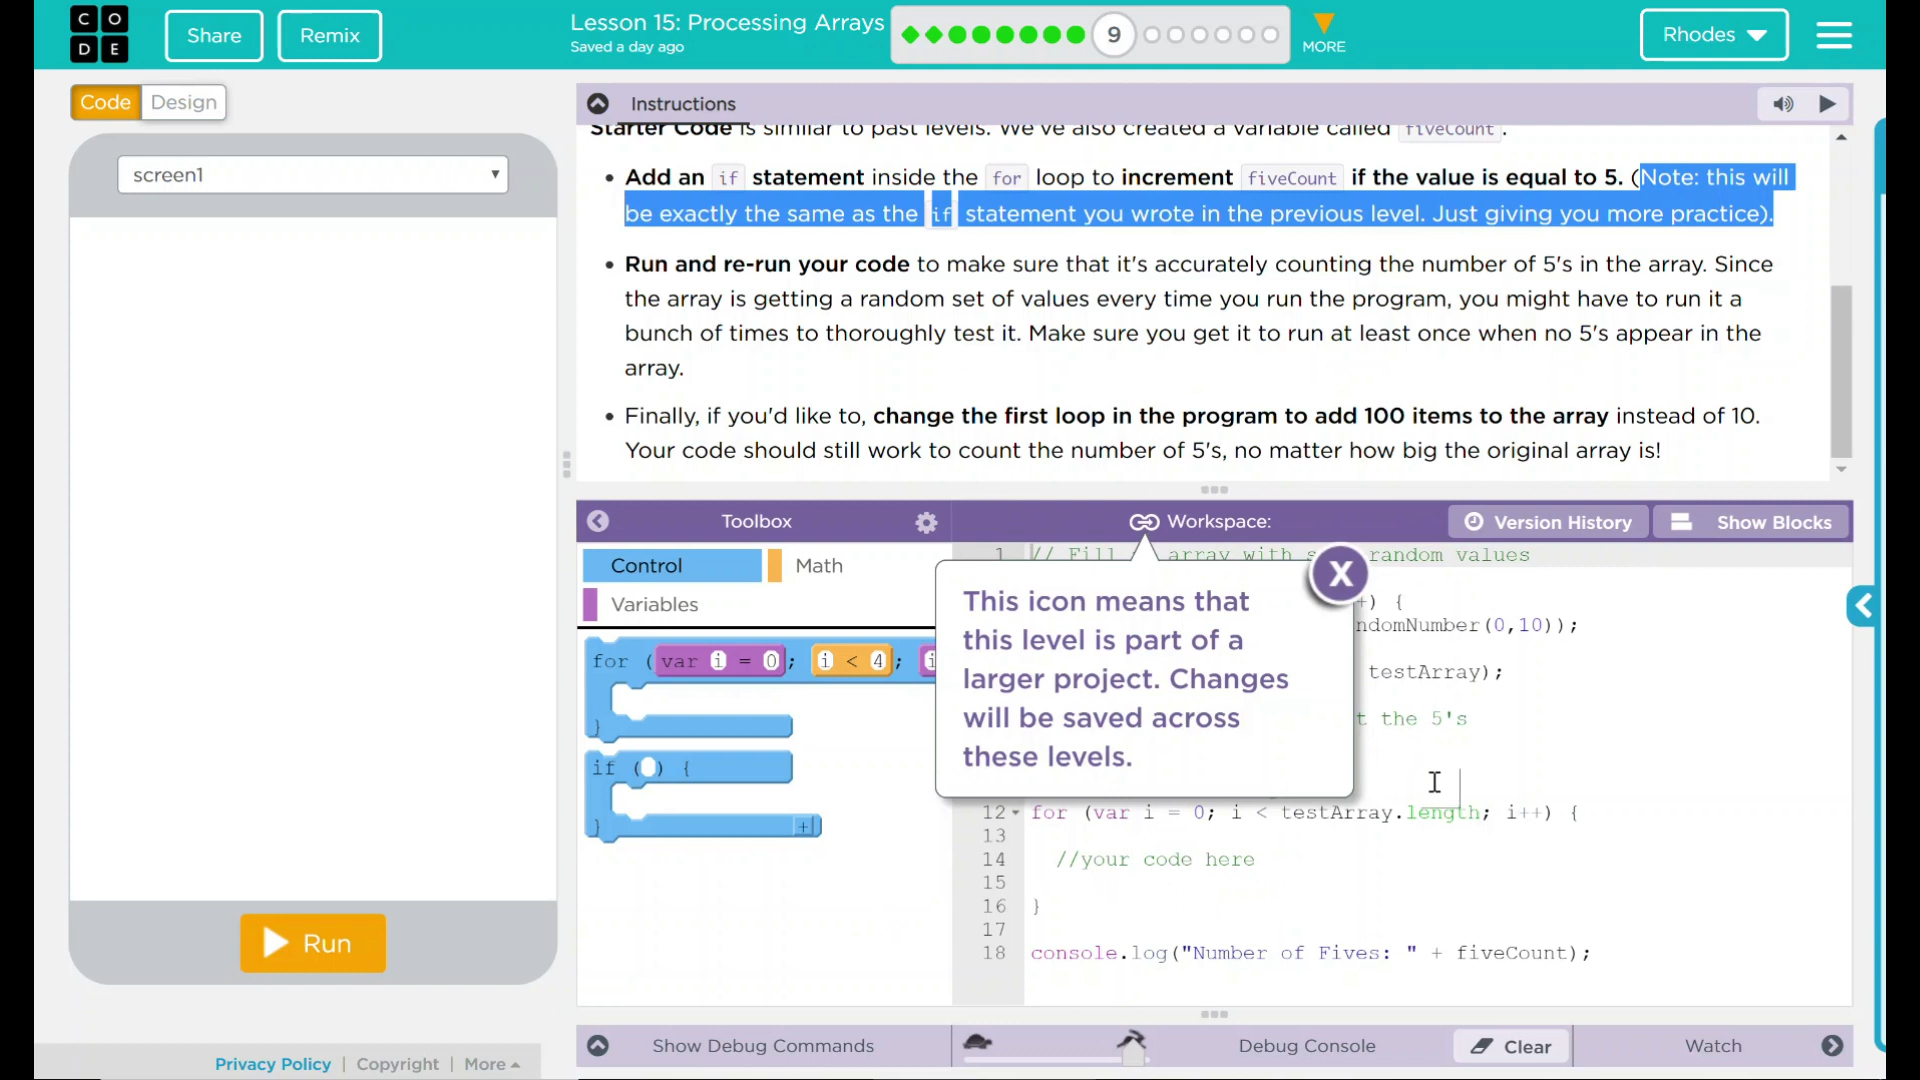 C O
D E
Share
Remix
Lesson 15: Processing Arrays
Saved a day ago
9
MORE
Rhodes
Code
Design
Instructions
screen1
Starter Code is similar to past levels. We've also created a variable called fiveCount.
• Add an if statement inside the for loop to increment fiveCount if the value is equal to 5. (Note: this will
be exactly the same as the if statement you wrote in the previous level. Just giving you more practice).
• Run and re-run your code to make sure that it's accurately counting the number of 5's in the array. Since
the array is getting a random set of values every time you run the program, you might have to run it a
bunch of times to thoroughly test it. Make sure you get it to run at least once when no 5's appear in the
array.
• Finally, if you'd like to, change the first loop in the program to add 100 items to the array instead of 10.
Your code should still work to count the number of 5's, no matter how big the original array is!
Toolbox
Workspace:
Version History
Show Blocks
Control
Math
Variables
for (var i = 0; i < 4; i
}
if ( ) {
}
+
1 // Fill array with random values
+) {
ndomNumber(0,10));
testArray);
t the 5's
X
This icon means that
this level is part of a
larger project. Changes
will be saved across
these levels.
12 for (var i = 0; i < testArray.length; i++) {
13
14 //your code here
15
16 }
17
18 console.log("Number of Fives: " + fiveCount);
Run
Show Debug Commands
Debug Console
Clear
Watch
Privacy Policy | Copyright | More